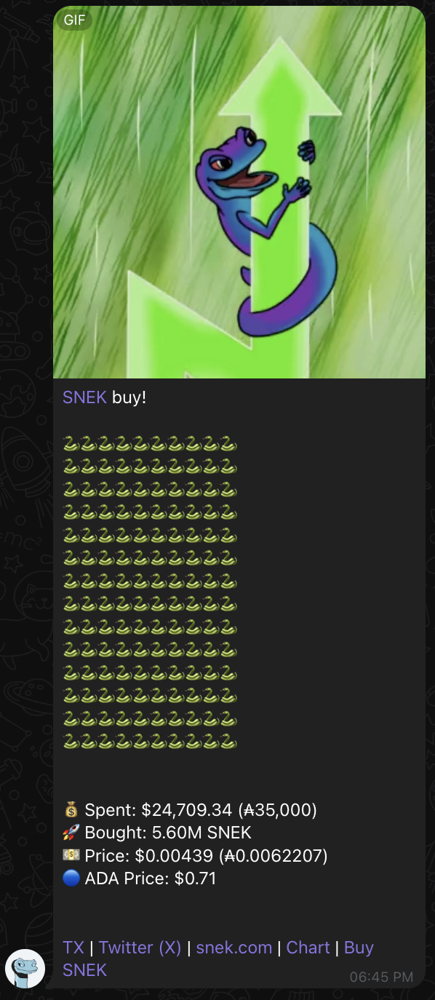 GIF
SNEK buy!
🐍🐍🐍🐍🐍🐍🐍🐍🐍🐍
🐍🐍🐍🐍🐍🐍🐍🐍🐍🐍
🐍🐍🐍🐍🐍🐍🐍🐍🐍🐍
🐍🐍🐍🐍🐍🐍🐍🐍🐍🐍
🐍🐍🐍🐍🐍🐍🐍🐍🐍🐍
🐍🐍🐍🐍🐍🐍🐍🐍🐍🐍
🐍🐍🐍🐍🐍🐍🐍🐍🐍🐍
🐍🐍🐍🐍🐍🐍🐍🐍🐍🐍
🐍🐍🐍🐍🐍🐍🐍🐍🐍🐍
🐍🐍🐍🐍🐍🐍🐍🐍🐍🐍
🐍🐍🐍🐍🐍🐍🐍🐍🐍🐍
🐍🐍🐍🐍🐍🐍🐍🐍🐍🐍
🐍🐍🐍🐍🐍🐍🐍🐍🐍🐍
🐍🐍🐍🐍🐍🐍🐍🐍🐍🐍
💰 Spent: $24,709.34 (₳35,000)
🚀 Bought: 5.60M SNEK
💵 Price: $0.00439 (₳0.0062207)
🔵 ADA Price: $0.71
TX | Twitter (X) | snek.com | Chart | Buy
SNEK
06:45 PM